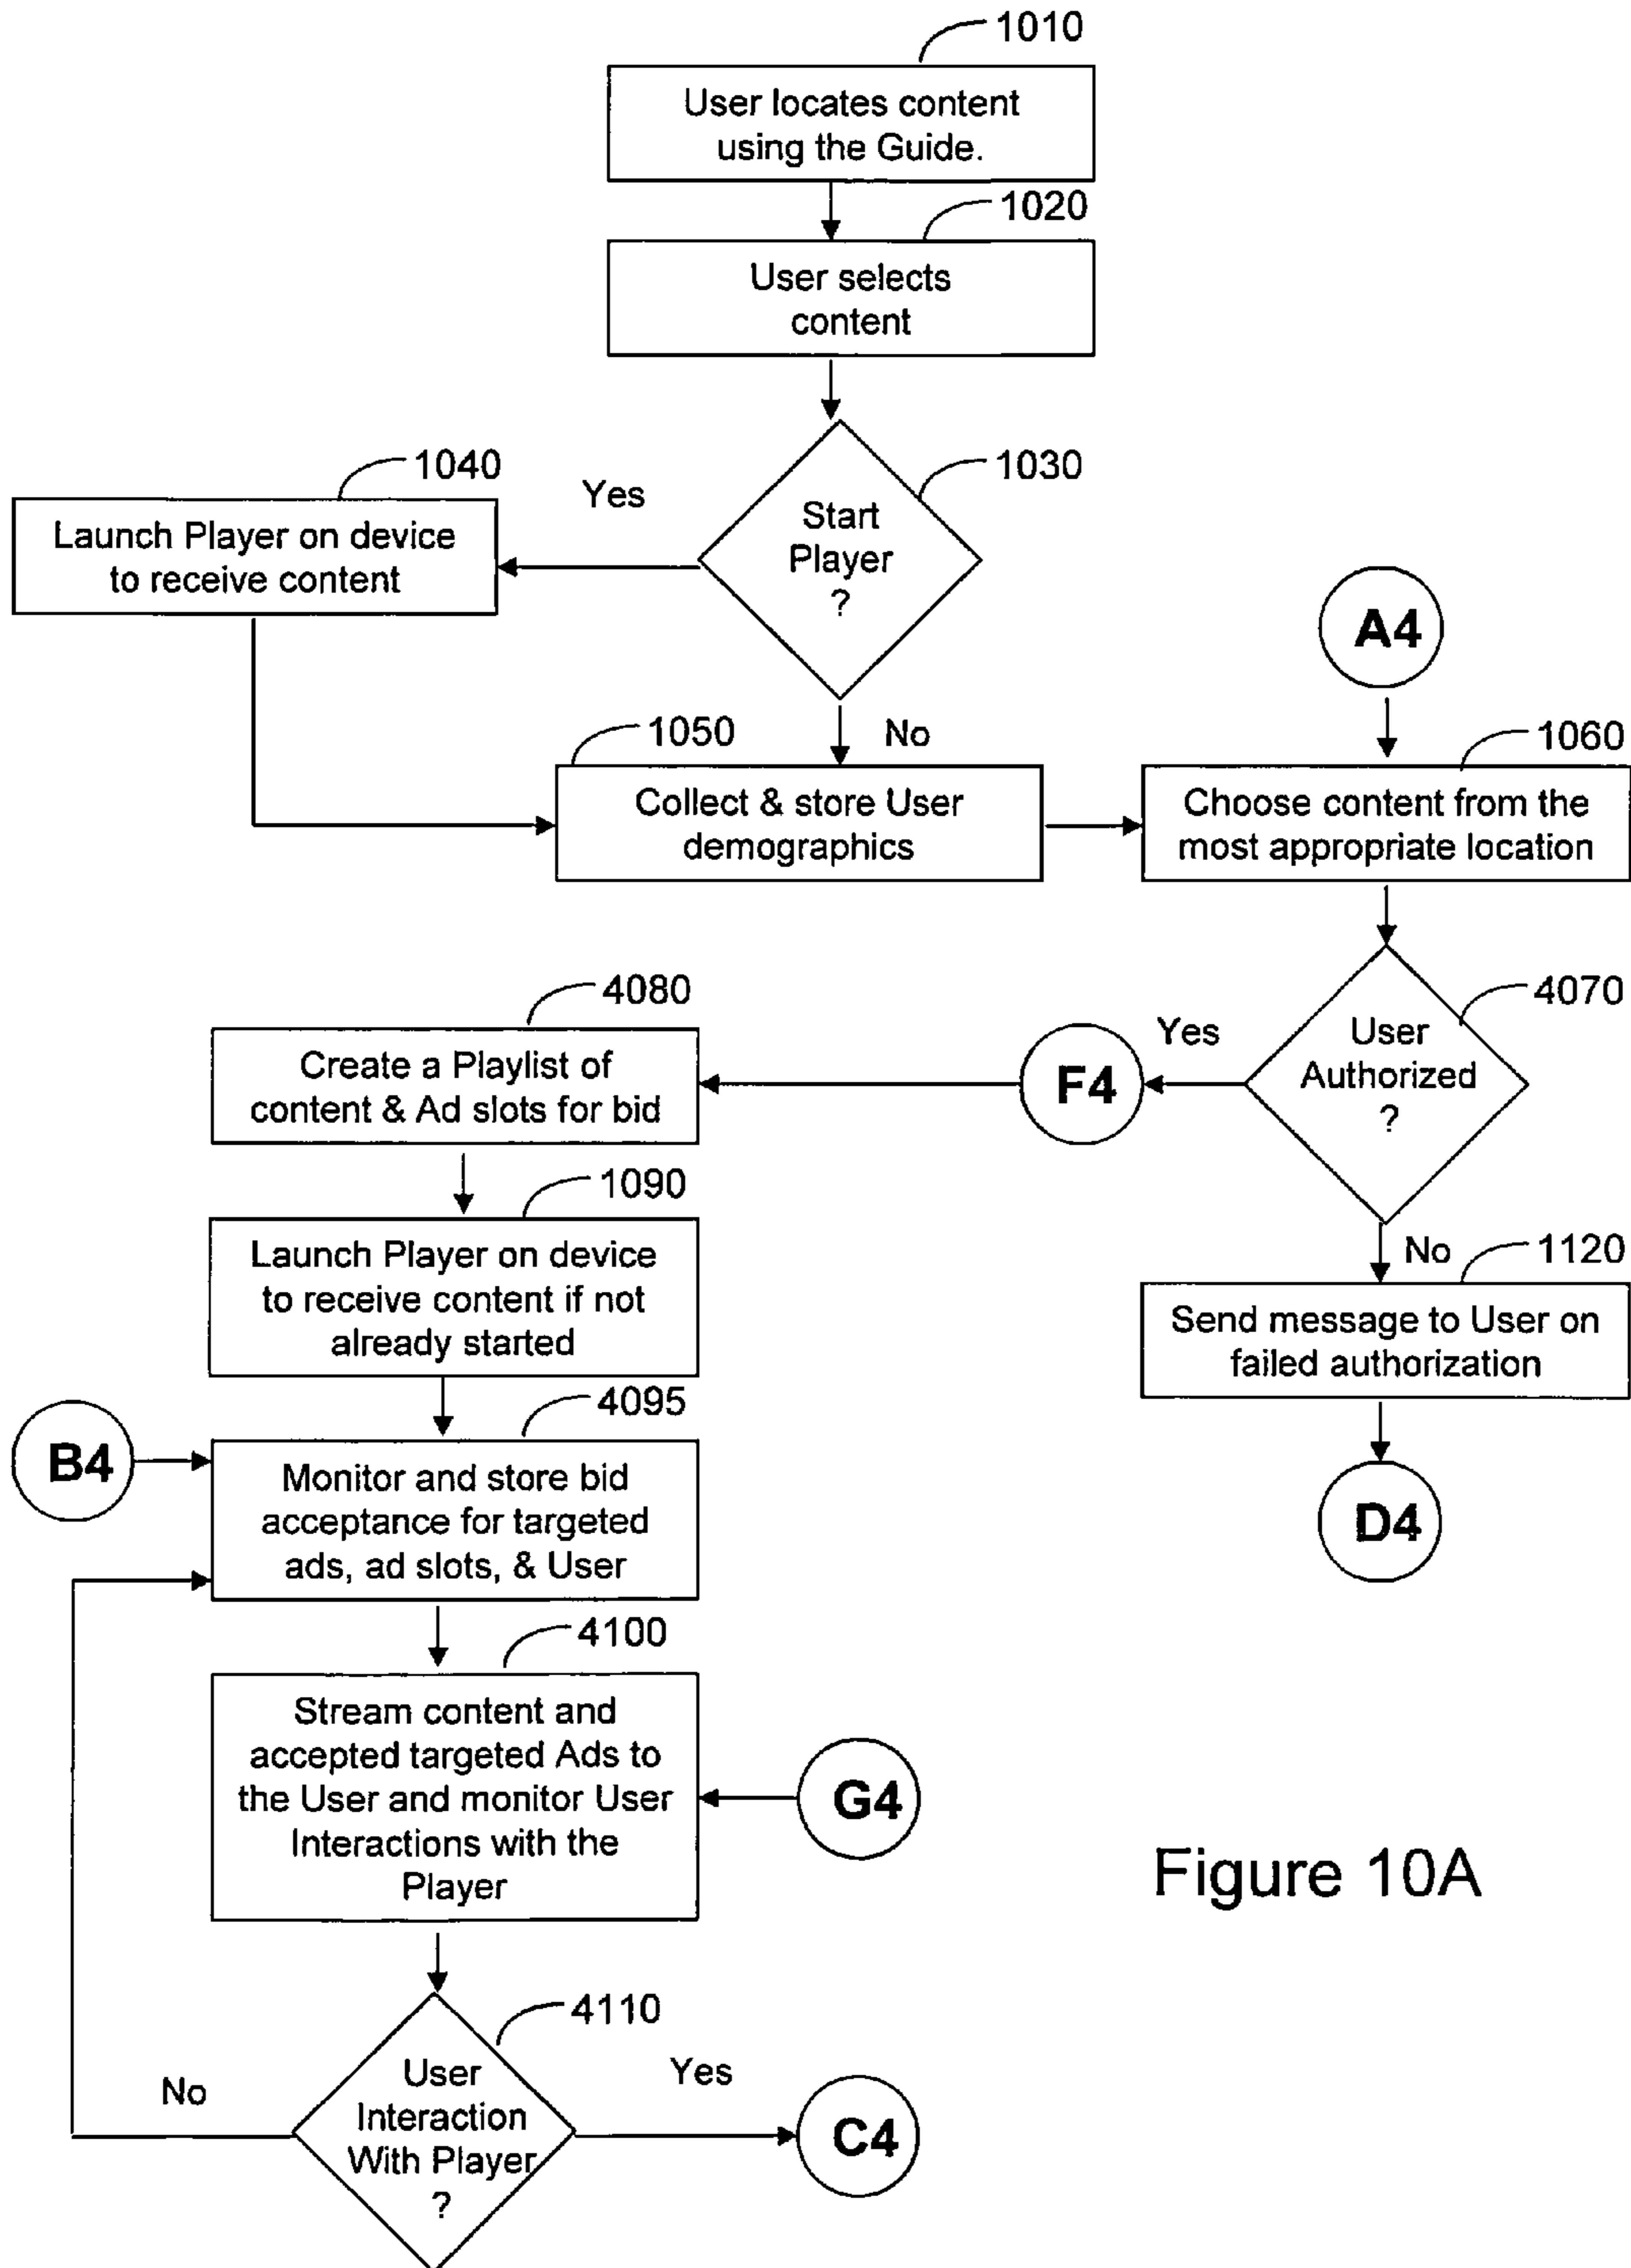 1010
User locates content
using the Guide.
1020
User selects
content
1030
Start
Player
?
Yes
1040
Launch Player on device
to receive content
No
1050
Collect & store User
demographics
A4
1060
Choose content from the
most appropriate location
4070
User
Authorized
?
Yes
F4
4080
Create a Playlist of
content & Ad slots for bid
No
1120
Send message to User on
failed authorization
D4
1090
Launch Player on device
to receive content if not
already started
B4
4095
Monitor and store bid
acceptance for targeted
ads, ad slots, & User
4100
Stream content and
accepted targeted Ads to
the User and monitor User
Interactions with the
Player
G4
4110
User
Interaction
With Player
?
No
Yes
C4
Figure 10A